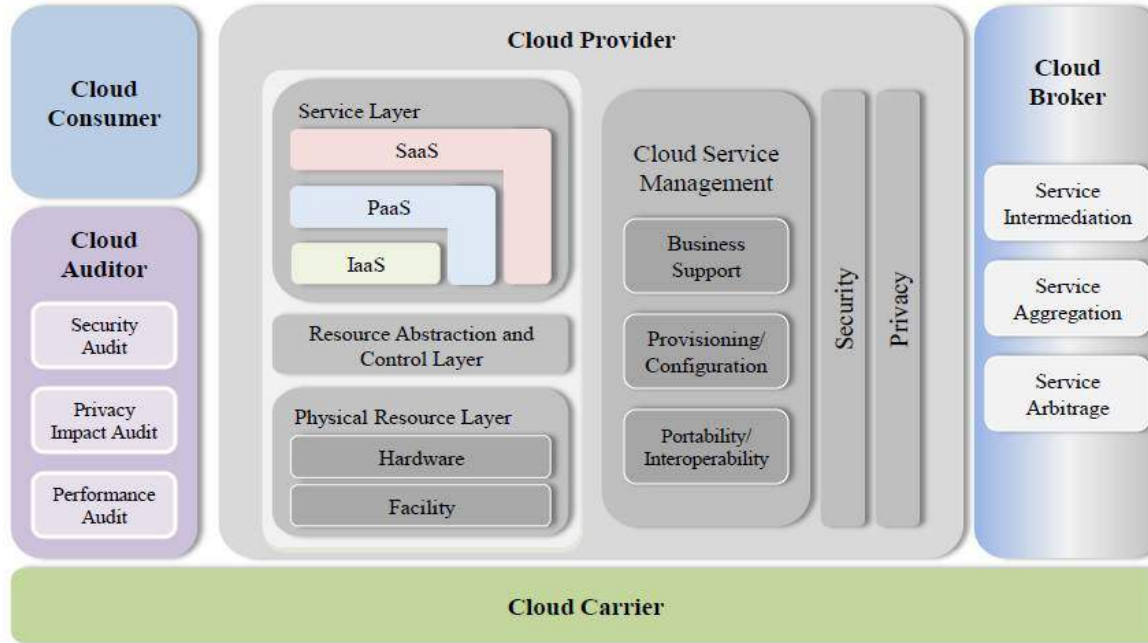 Cloud
Consumer
Cloud
Auditor
Security
Audit
Privacy
Impact Audit
Performance
Audit
Cloud Provider
Service Layer
SaaS
PaaS
IaaS
Resource Abstraction and
Control Layer
Physical Resource Layer
Hardware
Facility
Cloud Service
Management
Business
Support
Provisioning/
Configuration
Portability/
Interoperability
Security
Privacy
Cloud
Broker
Service
Intermediation
Service
Aggregation
Service
Arbitrage
Cloud Carrier